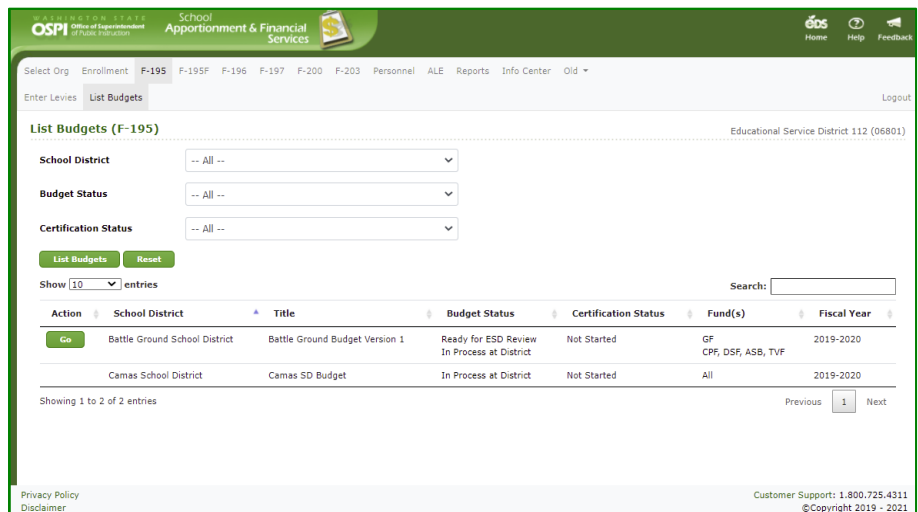 WASHINGTON STATE
OSPI Office of Superintendent
of Public Instruction
School
Apportionment & Financial
Services
eds
Home Help Feedback
Select Org Enrollment F-195 F-195F F-196 F-197 F-200 F-203 Personnel ALE Reports Info Center Old
Enter Levies List Budgets Logout
List Budgets (F-195) Educational Service District 112 (06801)
School District -- All --
Budget Status -- All --
Certification Status -- All --
List Budgets Reset
Show 10 entries Search:
Action School District Title Budget Status Certification Status Fund(s) Fiscal Year
Go Battle Ground School District Battle Ground Budget Version 1 Ready for ESD Review Not Started GF 2019-2020
In Process at District CPF, DSF, ASB, TVF
Camas School District Camas SD Budget In Process at District Not Started All 2019-2020
Showing 1 to 2 of 2 entries Previous 1 Next
Privacy Policy Customer Support: 1.800.725.4311
Disclaimer ©Copyright 2019 - 2021